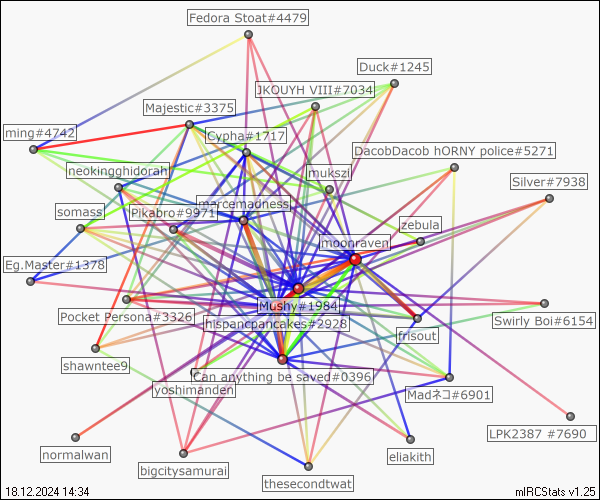 Fedora Stoat#4479
Duck#1245
JKOUYH VIII#7034
Majestic#3375
ming#4742
Cypha#1717
DacobDacob hORNY police#5271
neokingghidorah
mukszi
Silver#7938
marcemadness
somass
Pikabro#9971
zebula
moonraven
Eg.Master#1378
Mushy#1984
Pocket Persona#3326
Swirly Boi#6154
hispancpancakes#2928
frisout
shawntee9
Can anything be saved#0396
yoshimanden
Madネコ#6901
LPK2387 #7690
normalwan
eliakith
bigcitysamurai
thesecondtwat
18.12.2024 14:34
mIRCStats v1.25